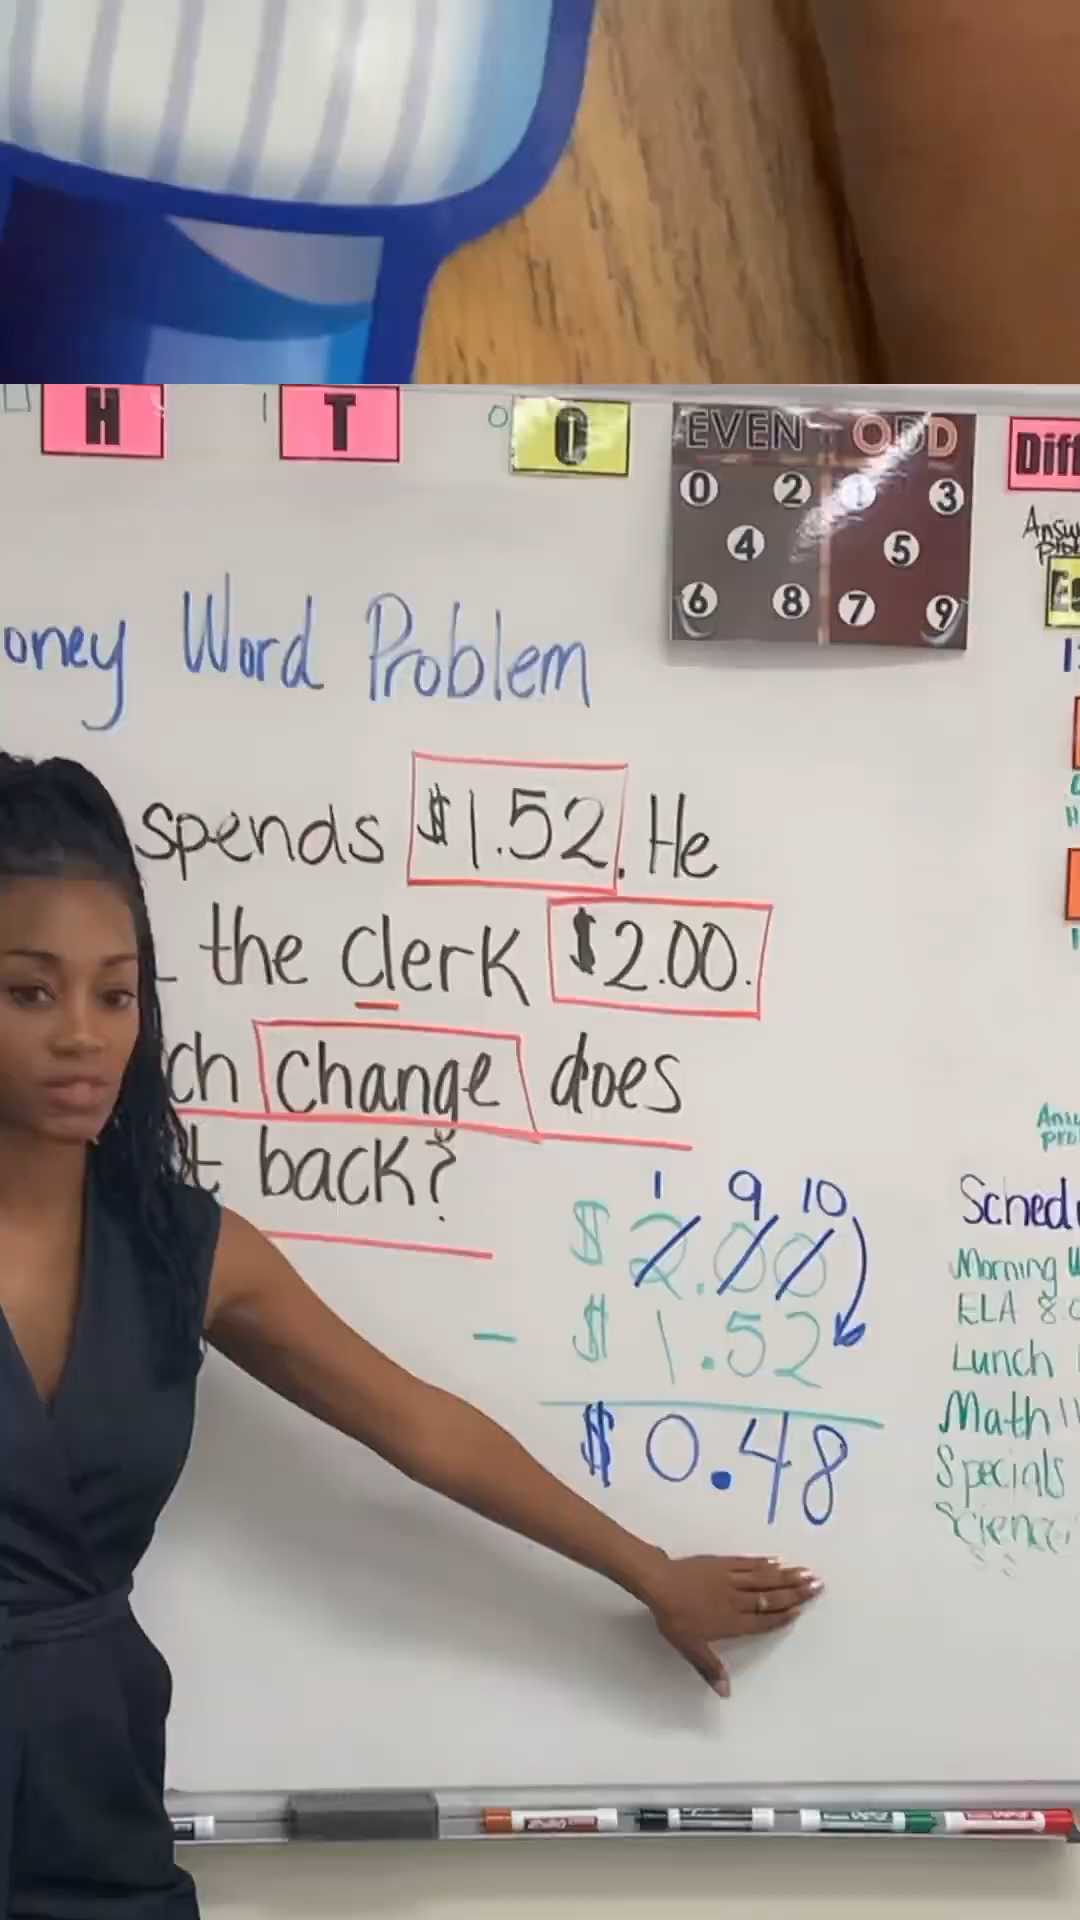 H T O
EVEN ODD
0 2 1 3
4 5
6 8 7 9
oney Word Problem
spends $1.52. He
the clerk $2.00.
ch change does
t back?
1 9 10
$2.00
- $1.52
$0.48
Morning
ELA
Lunch
Math
Specials